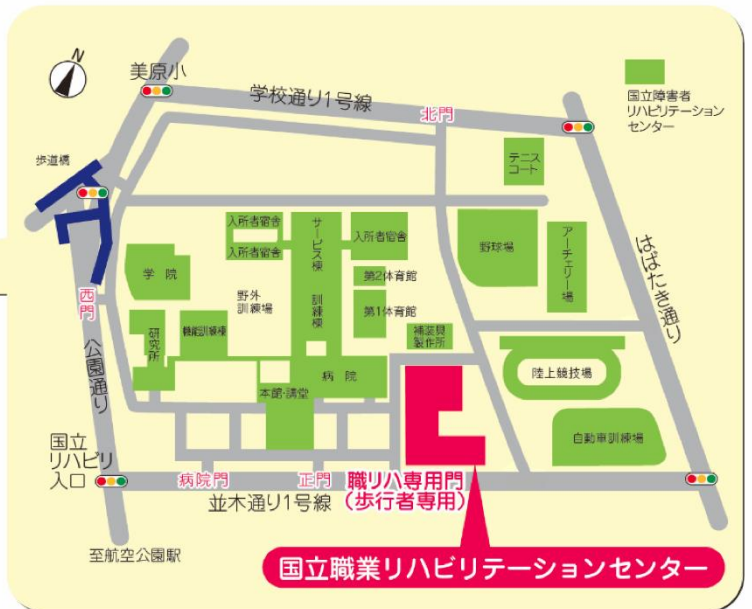 N
美原小
学校通り1号線
北門
国立障害者
リハビリテーション
センター
歩道橋
テニス
コート
入所者宿舎
入所者宿舎
サービス棟
訓練棟
入所者宿舎
野球場
アーチェリー場
はばたき通り
学院
野外
訓練場
第2体育館
第1体育館
西門
公園通り
研究所
機能訓練棟
補装具
製作所
病院
本館・講堂
陸上競技場
自動車訓練場
国立
リハビリ
入口
病院門
正門
職リハ専用門
(歩行者専用)
並木通り1号線
至航空公園駅
国立職業リハビリテーションセンター